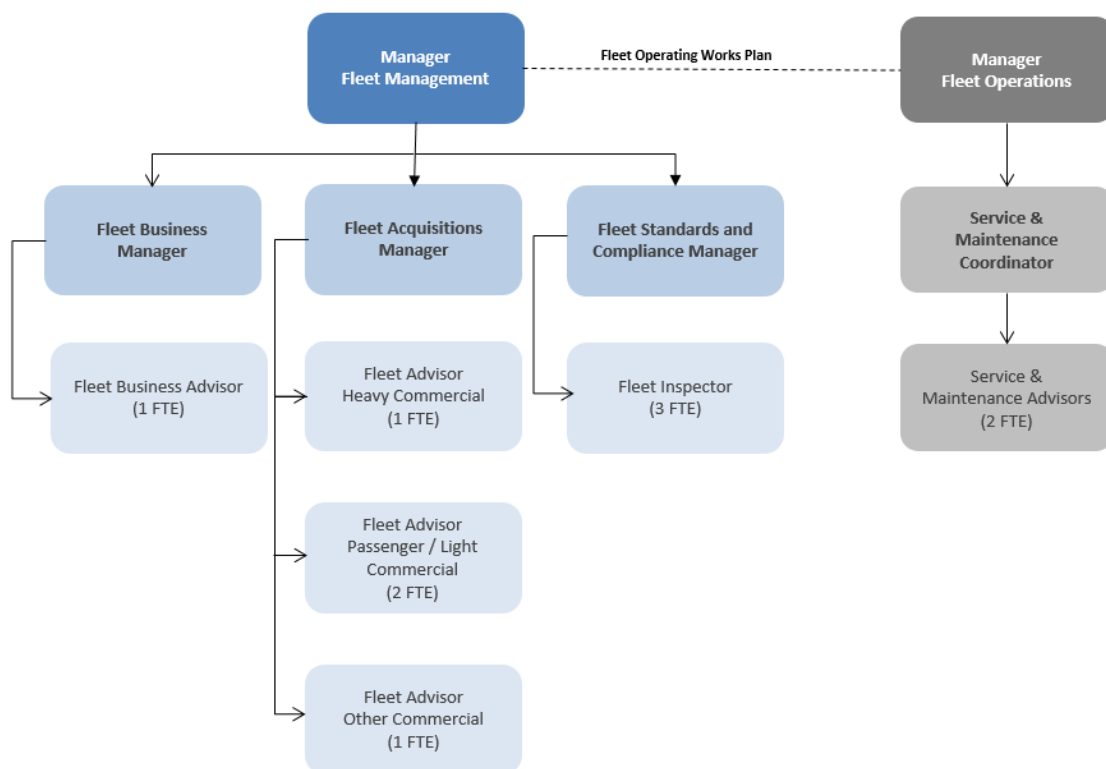 Manager
Fleet Management
Fleet Operating Works Plan
Manager
Fleet Operations
Fleet Business
Manager
Fleet Acquisitions
Manager
Fleet Standards and
Compliance Manager
Service &
Maintenance
Coordinator
Fleet Business Advisor
(1 FTE)
Fleet Advisor
Heavy Commercial
(1 FTE)
Fleet Inspector
(3 FTE)
Service &
Maintenance Advisors
(2 FTE)
Fleet Advisor
Passenger / Light
Commercial
(2 FTE)
Fleet Advisor
Other Commercial
(1 FTE)